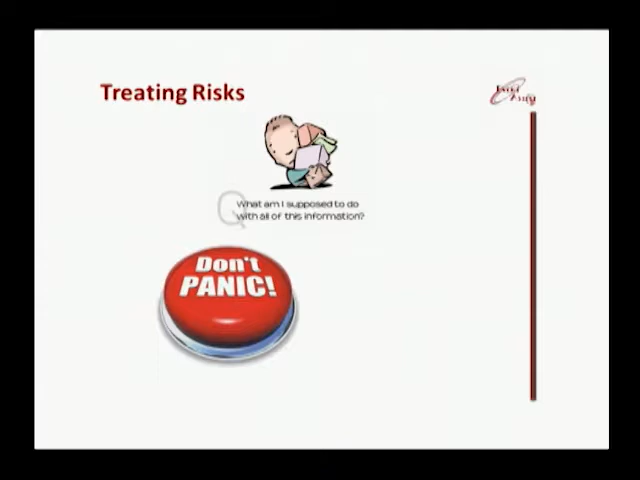 Treating Risks
Q
What am I supposed to do
with all of this information?
Don't
PANIC!